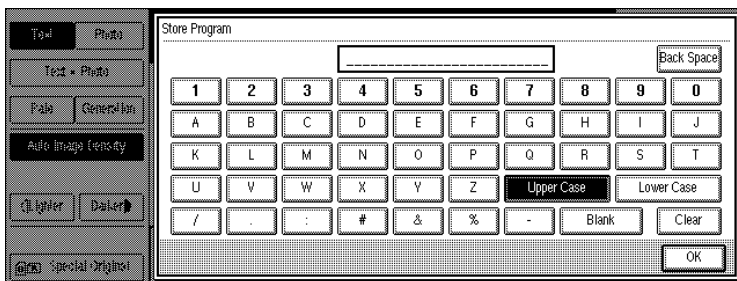 Store Program
Text Photo
Back Space
Text • Photo
1 2 3 4 5 6 7 8 9 0
Pale Generation
A B C D E F G H I J
Auto Image Density
K L M N O P Q R S T
U V W X Y Z Upper Case Lower Case
Lighter Darker
/ . : # & % - Blank Clear
OK
Special Original